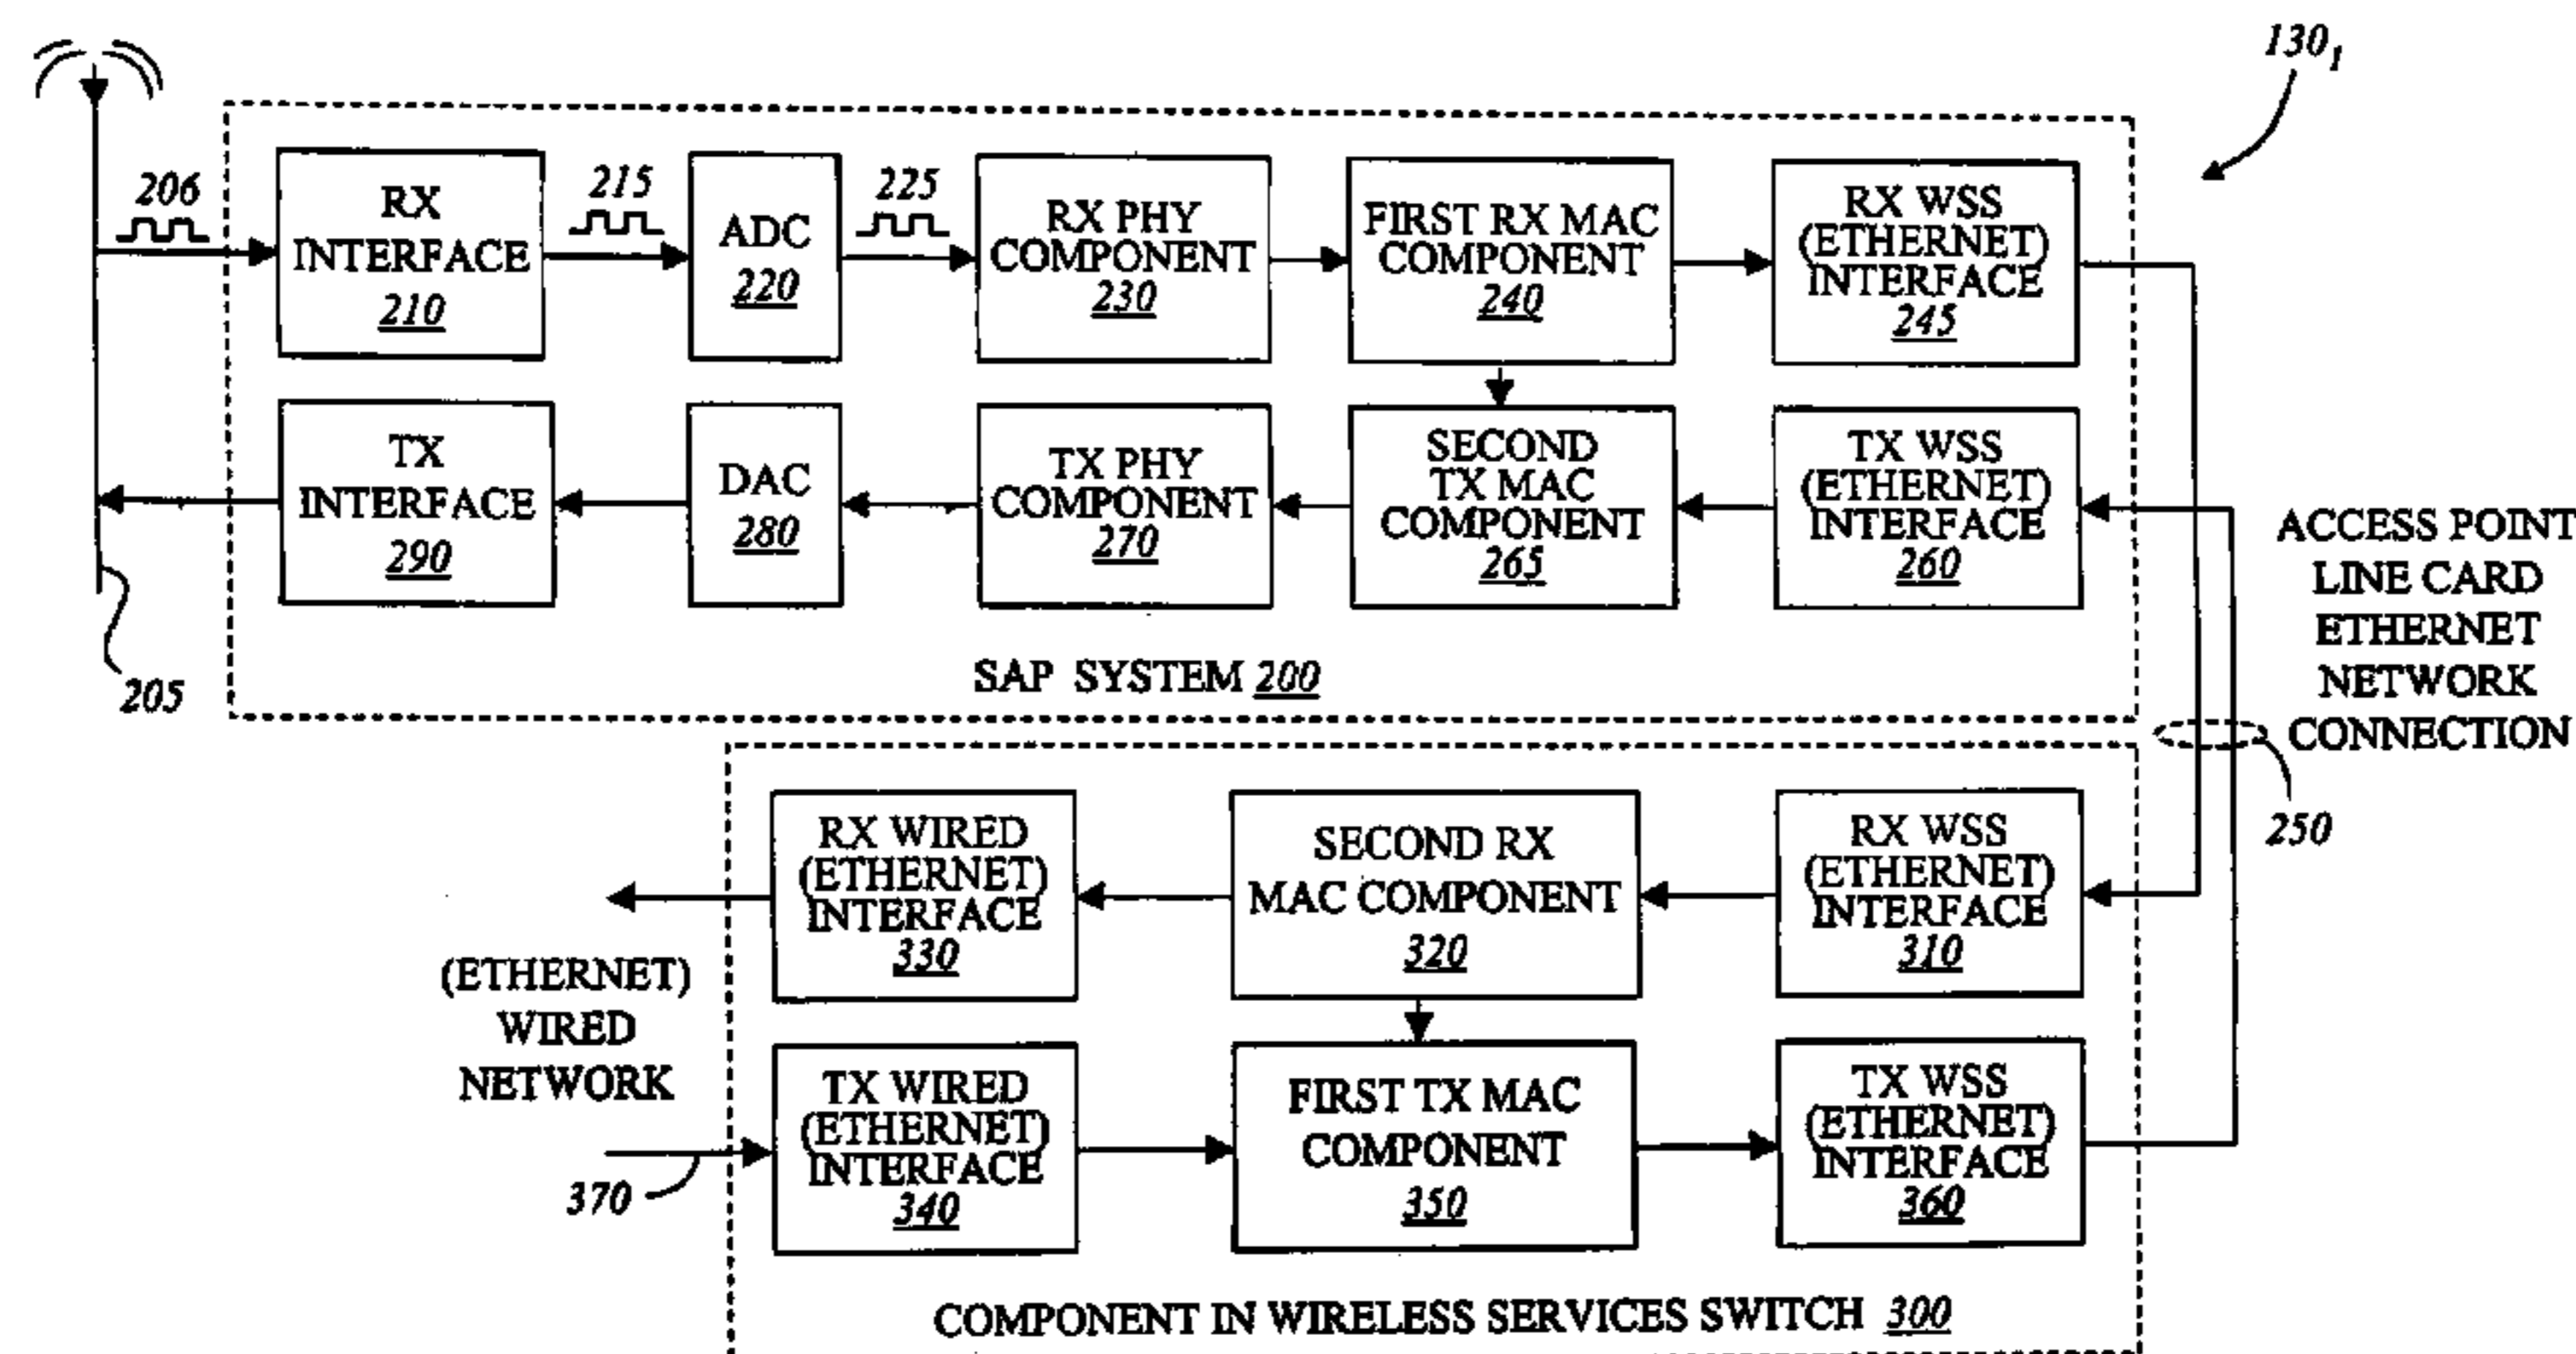 130₁
206
RX
INTERFACE
210
215
ADC
220
225
RX PHY
COMPONENT
230
FIRST RX MAC
COMPONENT
240
RX WSS
(ETHERNET)
INTERFACE
245
TX
INTERFACE
290
DAC
280
TX PHY
COMPONENT
270
SECOND
TX MAC
COMPONENT
265
TX WSS
(ETHERNET)
INTERFACE
260
205
SAP SYSTEM 200
ACCESS POINT
LINE CARD
ETHERNET
NETWORK
CONNECTION
250
RX WIRED
(ETHERNET)
INTERFACE
330
SECOND RX
MAC COMPONENT
320
RX WSS
(ETHERNET)
INTERFACE
310
(ETHERNET)
WIRED
NETWORK
370
TX WIRED
(ETHERNET)
INTERFACE
340
FIRST TX MAC
COMPONENT
350
TX WSS
(ETHERNET)
INTERFACE
360
COMPONENT IN WIRELESS SERVICES SWITCH 300